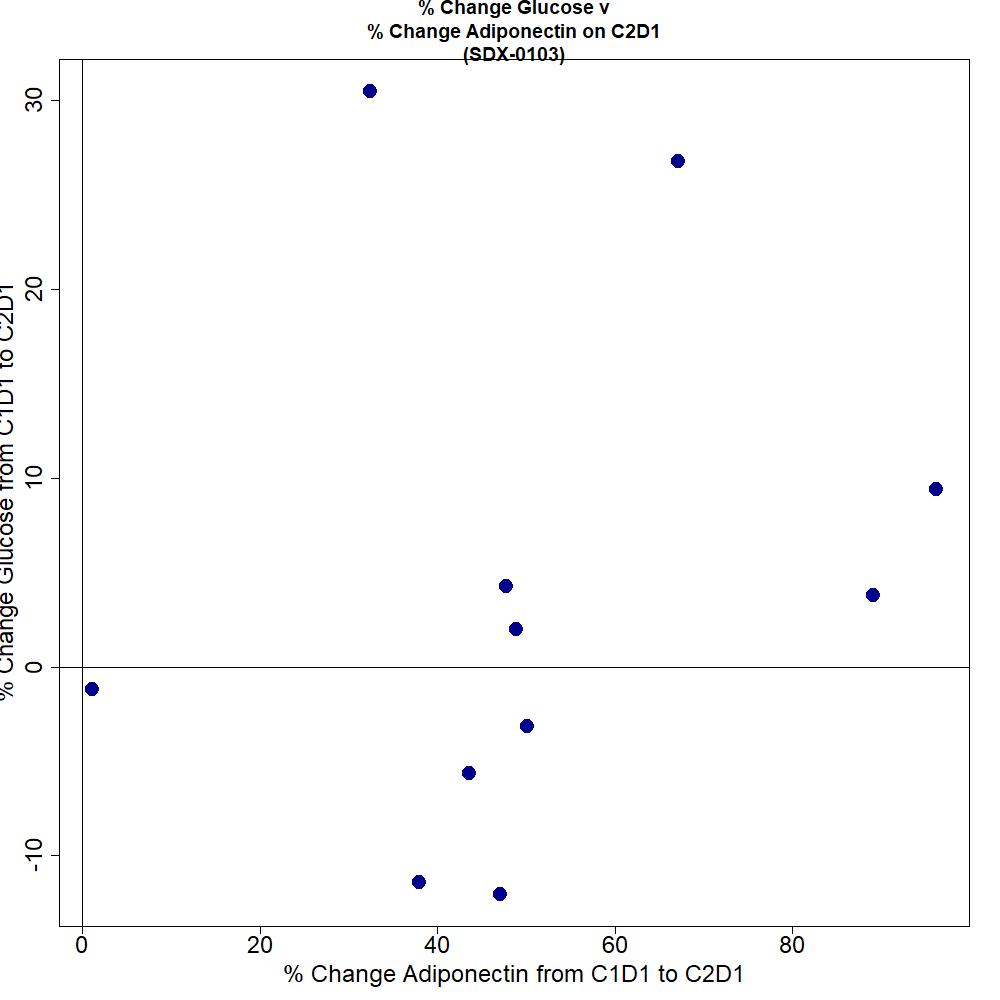 % Change Glucose v
% Change Adiponectin on C2D1
(SDX-0103)
% Change Glucose from C1D1 to C2D1
30
20
10
0
-10
0 20 40 60 80
% Change Adiponectin from C1D1 to C2D1